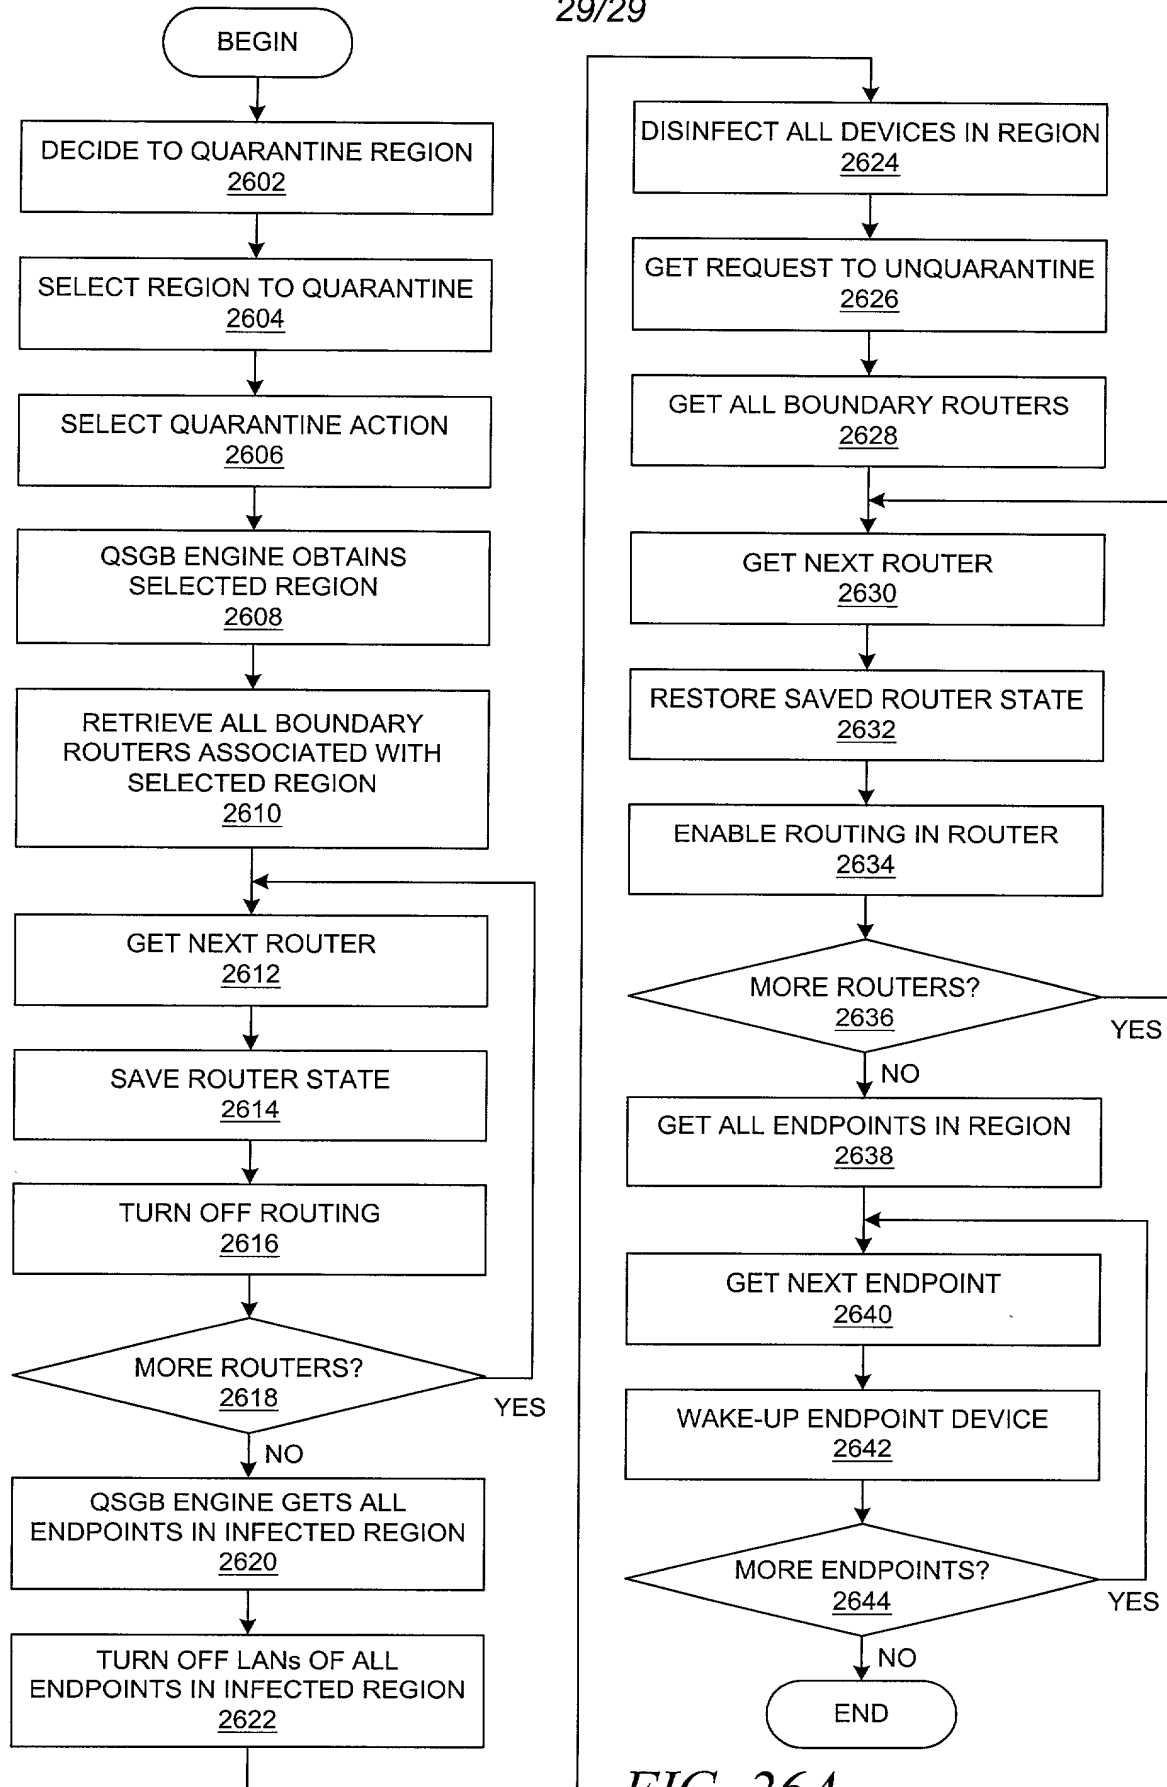 29/29
BEGIN
DECIDE TO QUARANTINE REGION
2602
SELECT REGION TO QUARANTINE
2604
SELECT QUARANTINE ACTION
2606
QSGB ENGINE OBTAINS
SELECTED REGION
2608
RETRIEVE ALL BOUNDARY
ROUTERS ASSOCIATED WITH
SELECTED REGION
2610
GET NEXT ROUTER
2612
SAVE ROUTER STATE
2614
TURN OFF ROUTING
2616
MORE ROUTERS?
2618
YES
NO
QSGB ENGINE GETS ALL
ENDPOINTS IN INFECTED REGION
2620
TURN OFF LANs OF ALL
ENDPOINTS IN INFECTED REGION
2622
DISINFECT ALL DEVICES IN REGION
2624
GET REQUEST TO UNQUARANTINE
2626
GET ALL BOUNDARY ROUTERS
2628
GET NEXT ROUTER
2630
RESTORE SAVED ROUTER STATE
2632
ENABLE ROUTING IN ROUTER
2634
MORE ROUTERS?
2636
YES
NO
GET ALL ENDPOINTS IN REGION
2638
GET NEXT ENDPOINT
2640
WAKE-UP ENDPOINT DEVICE
2642
MORE ENDPOINTS?
2644
YES
NO
END
FIG. 26A